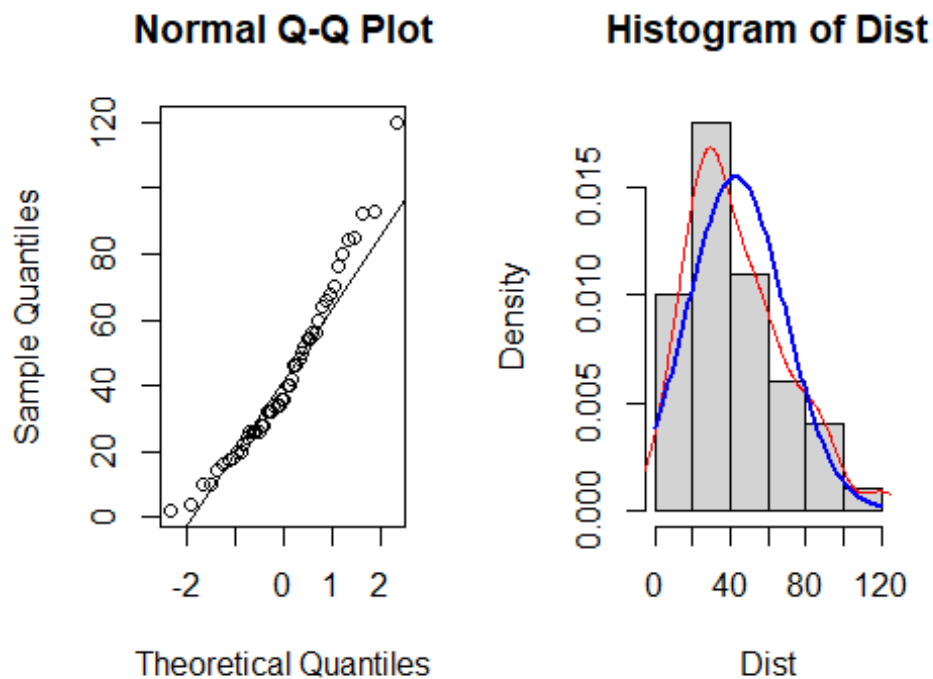 Normal Q-Q Plot
Sample Quantiles
0 20 40 60 80 120
-2 0 1 2
Theoretical Quantiles
Histogram of Dist
Density
0.000 0.005 0.010 0.015
0 40 80 120
Dist